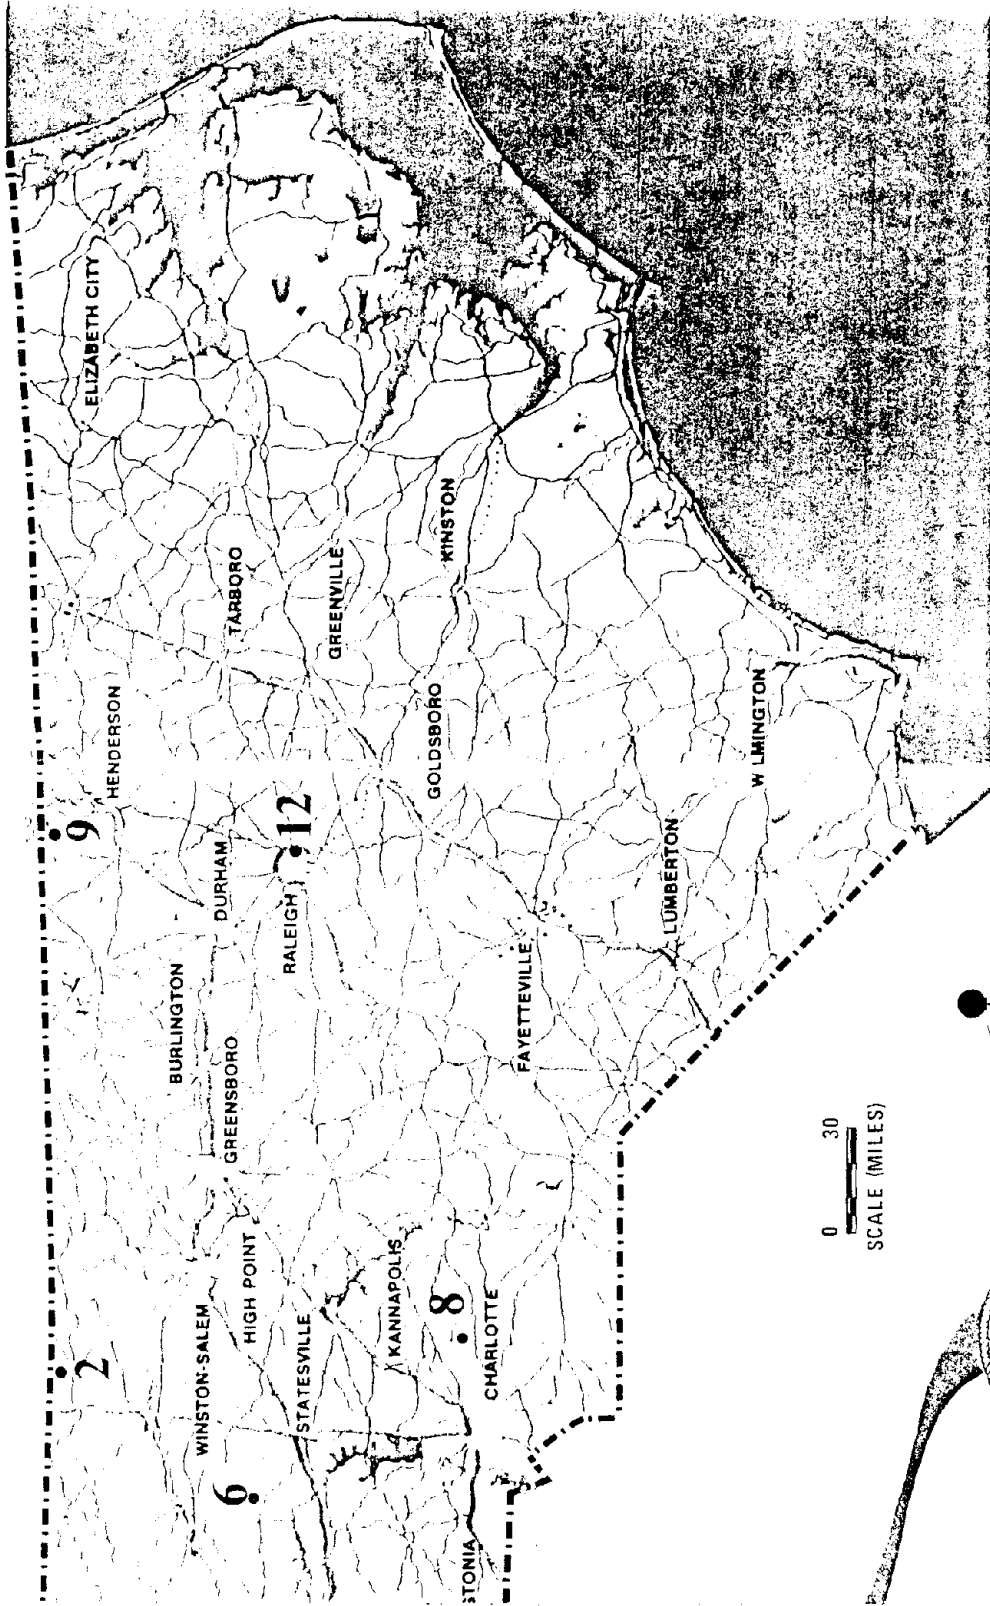 ELIZABETH CITY
HENDERSON
9
TARBORO
DURHAM
12
RALEIGH
GREENVILLE
BURLINGTON
GREENSBORO
KINSTON
GOLDSBORO
2
WINSTON-SALEM
HIGH POINT
6
STATESVILLE
KANNAPOLIS
8
CHARLOTTE
STONIA
FAYETTEVILLE
LUMBERTON
W LMINGTON
0 30
SCALE (MILES)